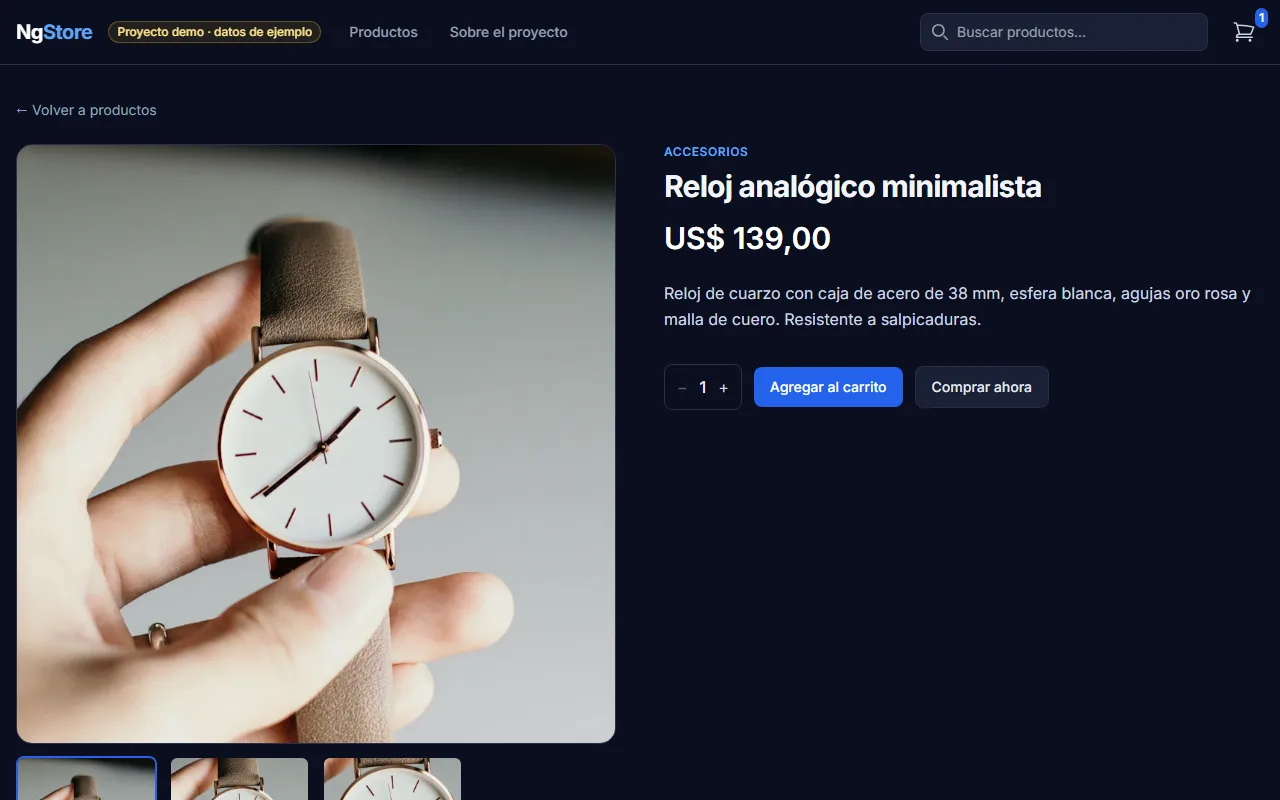 NgStore
Proyecto demo · datos de ejemplo
Productos
Sobre el proyecto
Buscar productos...
1
← Volver a productos
ACCESORIOS
Reloj analógico minimalista
US$ 139,00
Reloj de cuarzo con caja de acero de 38 mm, esfera blanca, agujas oro rosa y
malla de cuero. Resistente a salpicaduras.
− 1 +
Agregar al carrito
Comprar ahora